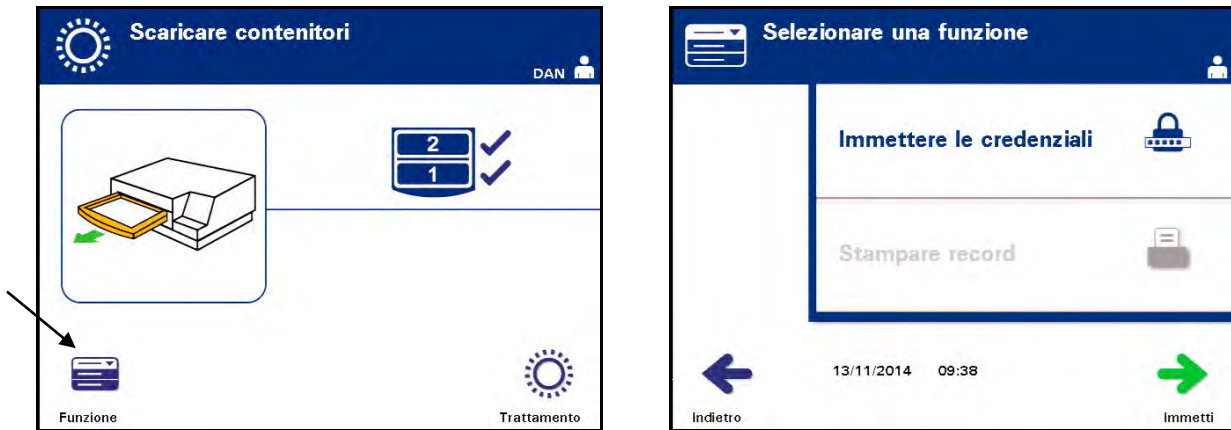 Scaricare contenitori
DAN
2
1
Funzione
Trattamento
Selezionare una funzione
Immettere le credenziali
*****
Stampare record
Indietro
13/11/2014 09:38
Immetti